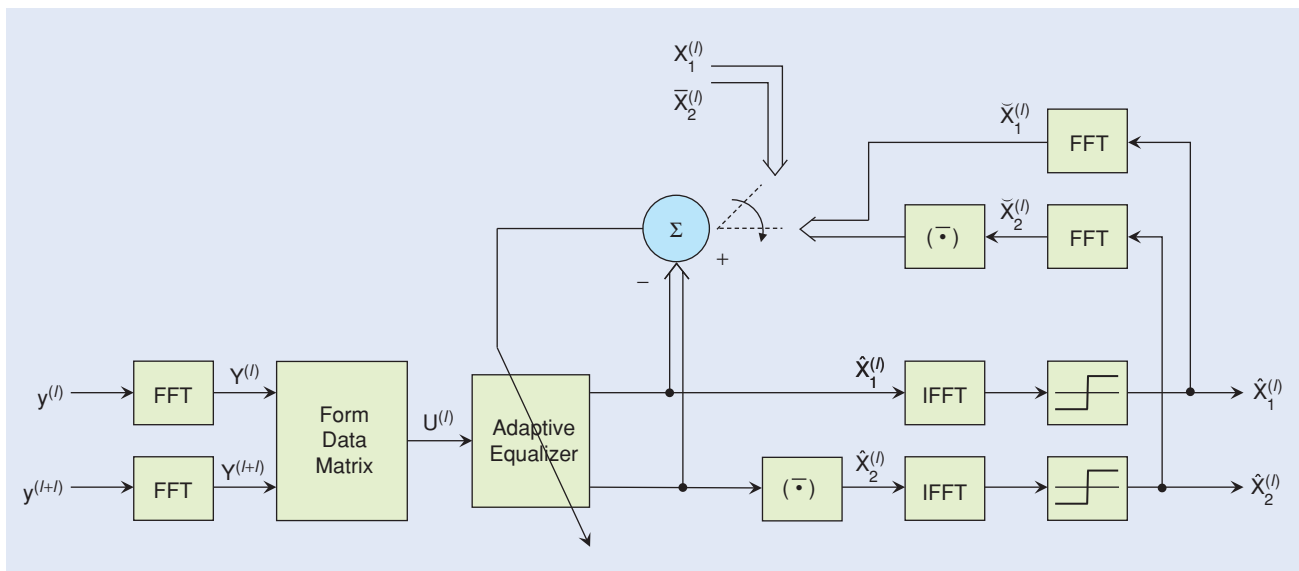 X₁⁽ˡ⁾
X̅₂⁽ˡ⁾
X̆₁⁽ˡ⁾
FFT
X̆₂⁽ˡ⁾
FFT
(•̅)
Σ
+
−
y⁽ˡ⁾
FFT
Y⁽ˡ⁾
y⁽ˡ⁺ˡ⁾
FFT
Y⁽ˡ⁺ˡ⁾
Form
Data
Matrix
U⁽ˡ⁾
Adaptive
Equalizer
X̂₁⁽ˡ⁾
IFFT
X̂₁⁽ˡ⁾
(•̅)
X̂₂⁽ˡ⁾
IFFT
X̂₂⁽ˡ⁾